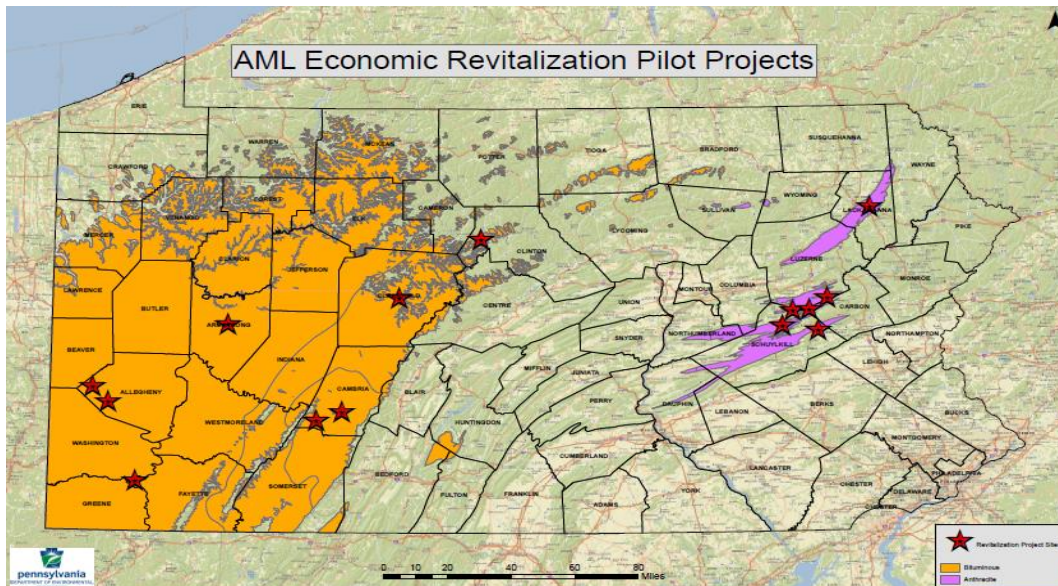 AML Economic Revitalization Pilot Projects
ERIE
WARREN
MCKEAN
SUSQUEHANNA
CRAWFORD
POTTER
TIOGA
BRADFORD
WAYNE
FOREST
WYOMING
CAMERON
VENANGO
SULLIVAN
LACKAWANNA
MERCER
ELK
PIKE
LYCOMING
CLINTON
CLARION
LUZERNE
JEFFERSON
MONROE
LAWRENCE
CLEARFIELD
COLUMBIA
MONTOUR
CENTRE
UNION
CARBON
BUTLER
ARMSTRONG
NORTHUMBERLAND
NORTHAMPTON
SNYDER
SCHUYLKILL
BEAVER
INDIANA
LEHIGH
MIFFLIN
JUNIATA
ALLEGHENY
CAMBRIA
BLAIR
PERRY
DAUPHIN
LEBANON
BERKS
BUCKS
WESTMORELAND
HUNTINGDON
MONTGOMERY
WASHINGTON
CUMBERLAND
LANCASTER
PHILADELPHIA
BEDFORD
CHESTER
SOMERSET
YORK
DELAWARE
FAYETTE
FULTON
FRANKLIN
GREENE
ADAMS
CHESTER
Revitalization Project Site
pennsylvania
DEPARTMENT OF ENVIRONMENTAL
Bituminous
Anthracite
0 10 20 40 60 80
Miles